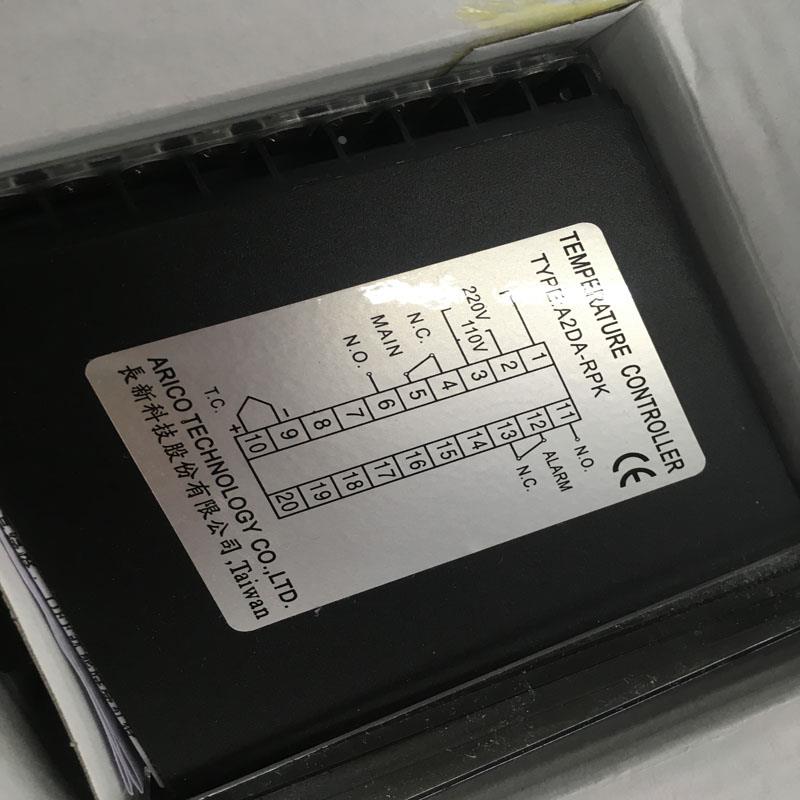 TEMPERATURE CONTROLLER
TYPE:A2DA-RPK
CE
220V
110V
N.C.
MAIN
N.O.
T.C.
1 2 3 4 5 6 7 8 9 10
- +
11 12 13 14 15 16 17 18 19 20
N.O.
ALARM
N.C.
ARICO TECHNOLOGY CO.,LTD.
長新科技股份有限公司,Taiwan